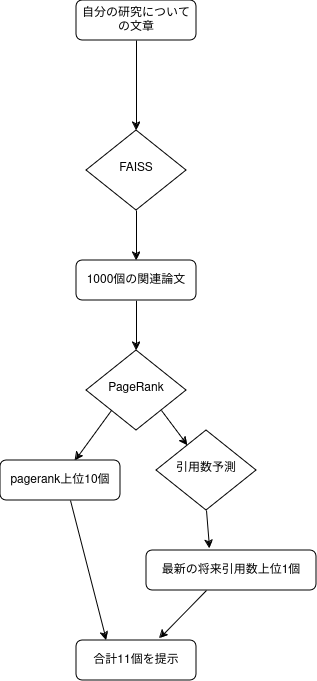 自分の研究について
の文章
FAISS
1000個の関連論文
PageRank
pagerank上位10個
引用数予測
最新の将来引用数上位1個
合計11個を提示